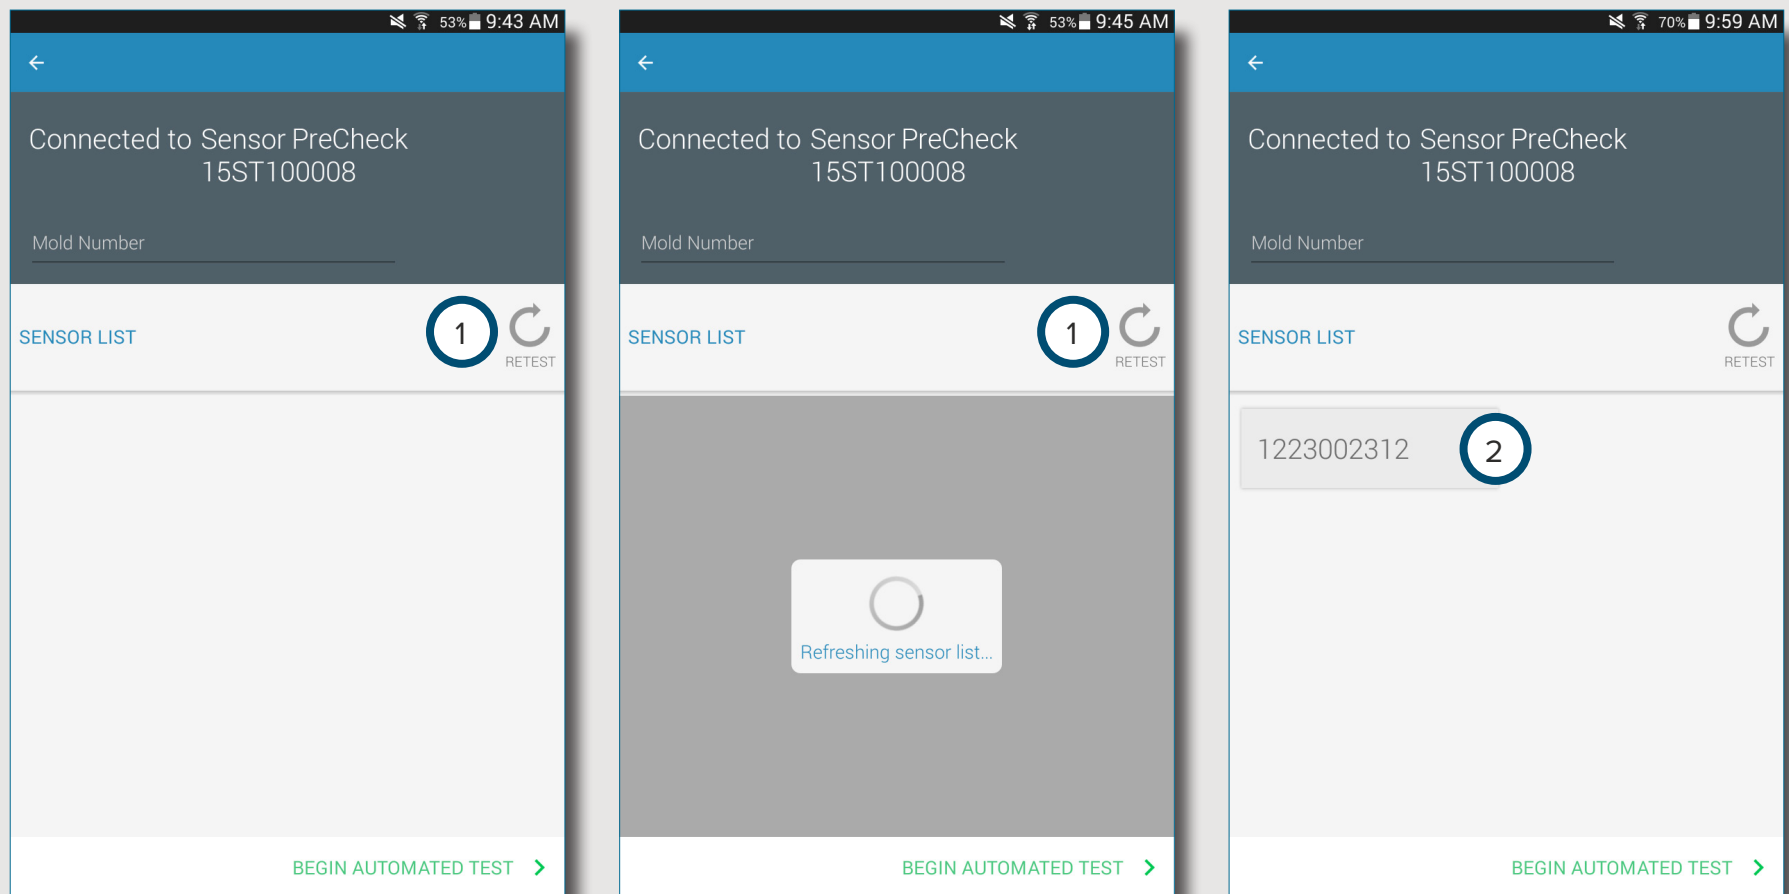 53% 9:43 AM
Connected to Sensor PreCheck
15ST100008
Mold Number
SENSOR LIST
1
RETEST
BEGIN AUTOMATED TEST
53% 9:45 AM
Connected to Sensor PreCheck
15ST100008
Mold Number
SENSOR LIST
1
RETEST
Refreshing sensor list...
BEGIN AUTOMATED TEST
70% 9:59 AM
Connected to Sensor PreCheck
15ST100008
Mold Number
SENSOR LIST
RETEST
1223002312
2
BEGIN AUTOMATED TEST